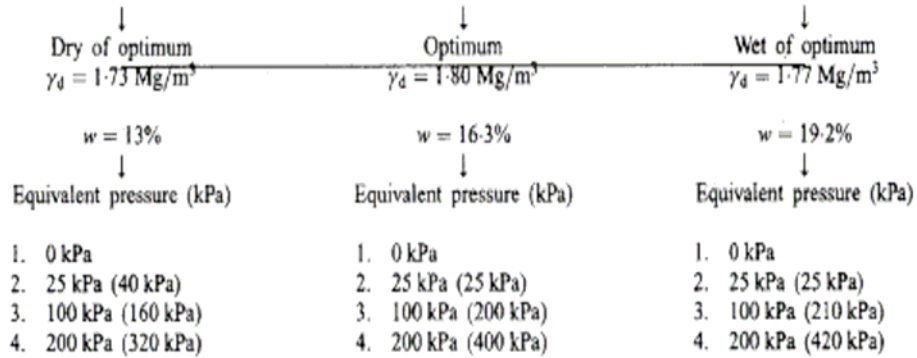 Dry of optimum
γd = 1·73 Mg/m³
w = 13%
Equivalent pressure (kPa)
1. 0 kPa
2. 25 kPa (40 kPa)
3. 100 kPa (160 kPa)
4. 200 kPa (320 kPa)
Optimum
γd = 1·80 Mg/m³
w = 16·3%
Equivalent pressure (kPa)
1. 0 kPa
2. 25 kPa (25 kPa)
3. 100 kPa (200 kPa)
4. 200 kPa (400 kPa)
Wet of optimum
γd = 1·77 Mg/m³
w = 19·2%
Equivalent pressure (kPa)
1. 0 kPa
2. 25 kPa (25 kPa)
3. 100 kPa (210 kPa)
4. 200 kPa (420 kPa)